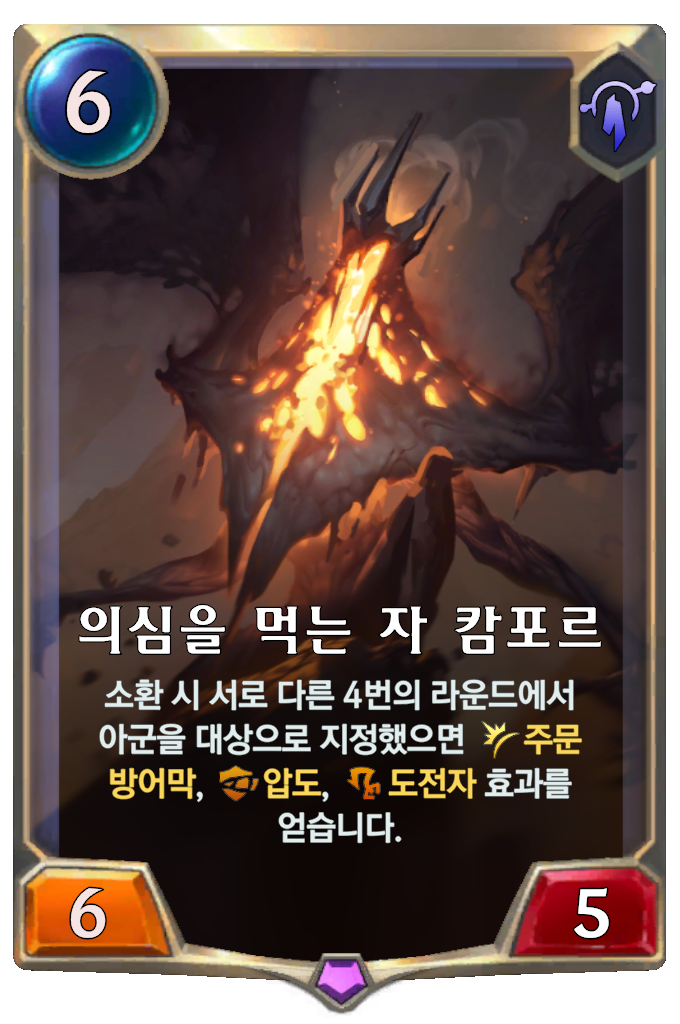 6
의심을 먹는 자 캄포르
소환 시 서로 다른 4번의 라운드에서
아군을 대상으로 지정했으면 주문
방어막, 압도, 도전자 효과를
얻습니다.
6
5